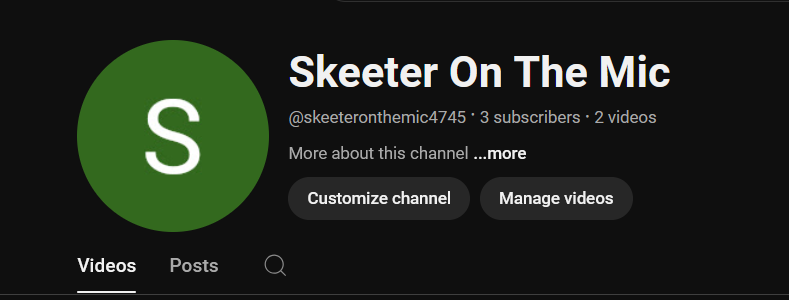 S
Skeeter On The Mic
@skeeteronthemic4745 · 3 subscribers · 2 videos
More about this channel ...more
Customize channel Manage videos
Videos Posts